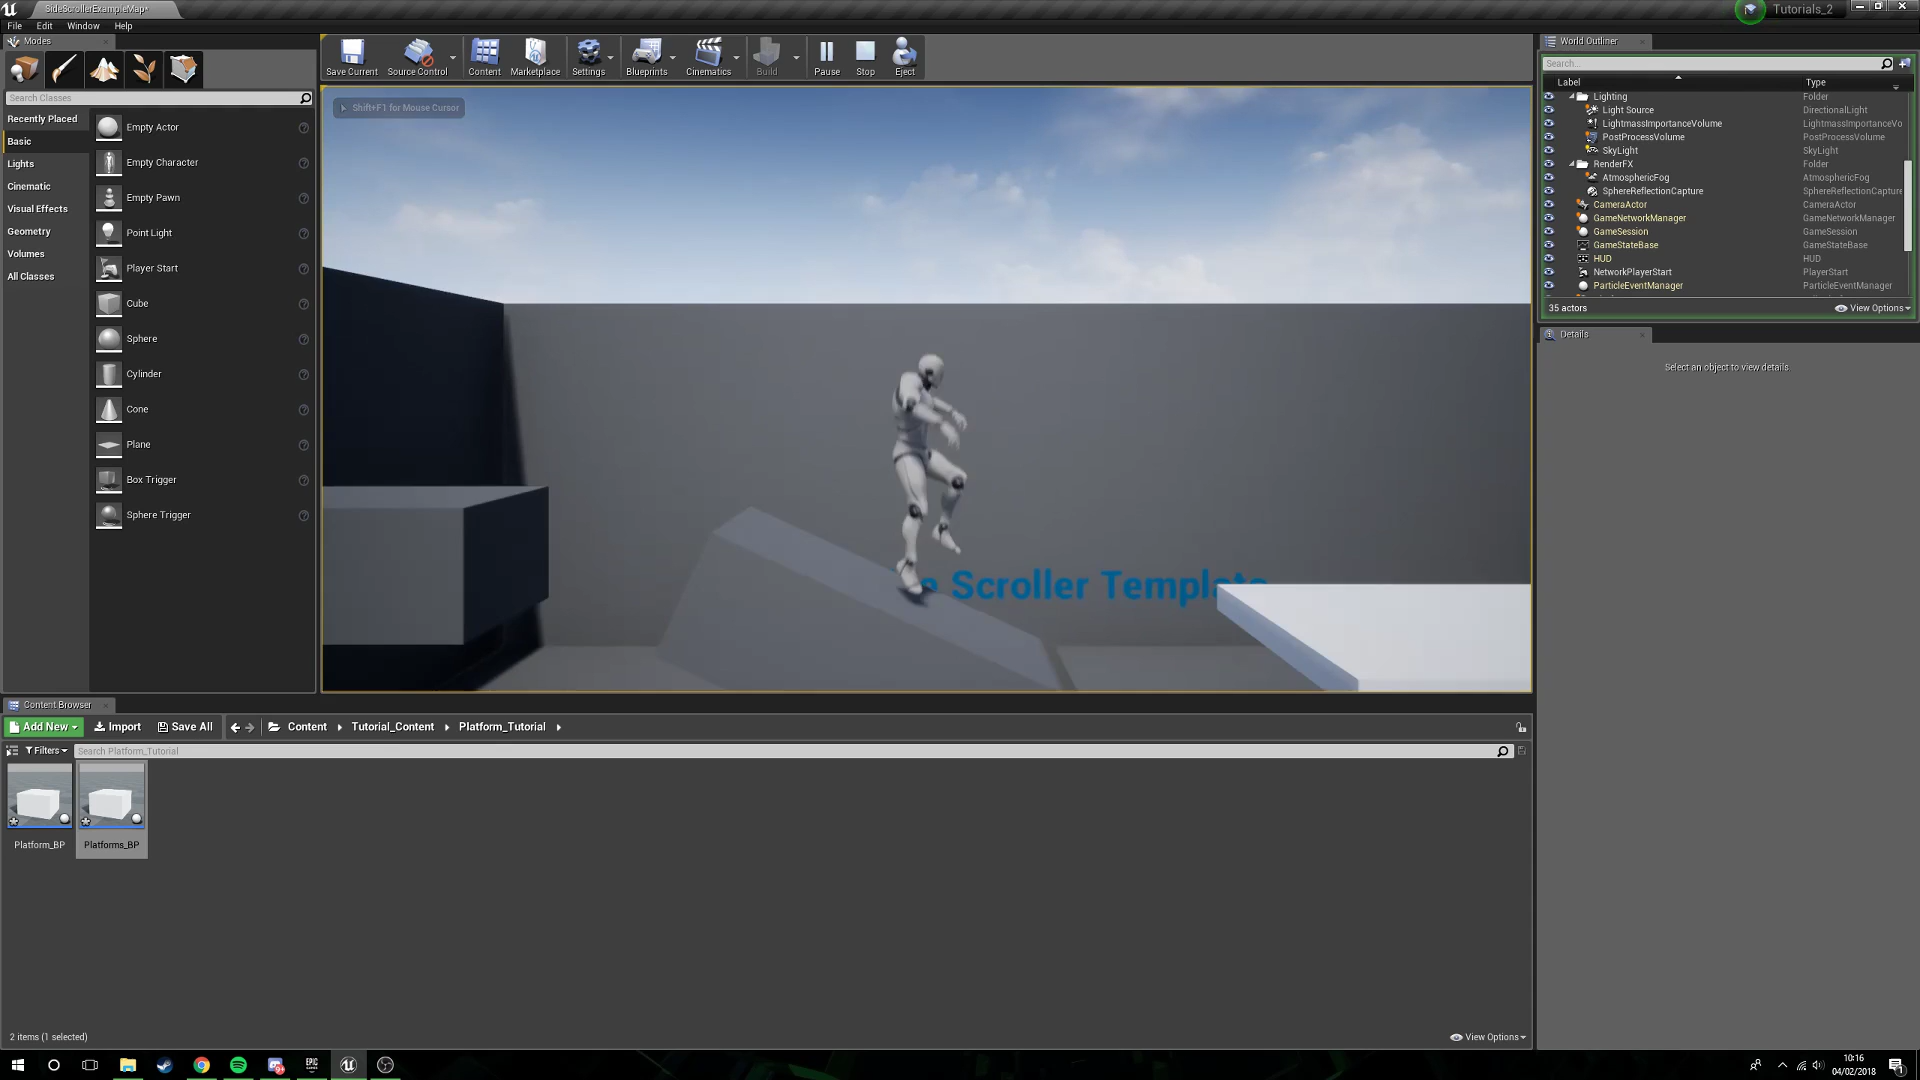 SideScrollerExampleMap*
Tutorials_2
File Edit Window Help
Modes
World Outliner
Save Current
Source Control
Content
Marketplace
Settings
Blueprints
Cinematics
Build
Pause
Stop
Eject
Search Classes
Search...
Label Type
Recently Placed
Basic
Lights
Cinematic
Visual Effects
Geometry
Volumes
All Classes
Empty Actor
Empty Character
Empty Pawn
Point Light
Player Start
Cube
Sphere
Cylinder
Cone
Plane
Box Trigger
Sphere Trigger
Shift+F1 for Mouse Cursor
e Scroller Template
Lighting Folder
Light Source DirectionalLight
LightmassImportanceVolume LightmassImportanceVo
PostProcessVolume PostProcessVolume
SkyLight SkyLight
RenderFX Folder
AtmosphericFog AtmosphericFog
SphereReflectionCapture SphereReflectionCapture
CameraActor CameraActor
GameNetworkManager GameNetworkManager
GameSession GameSession
GameStateBase GameStateBase
HUD HUD
NetworkPlayerStart PlayerStart
ParticleEventManager ParticleEventManager
35 actors View Options
Details
Select an object to view details
Content Browser
Add New Import Save All Content Tutorial_Content Platform_Tutorial
Filters Search Platform_Tutorial
Platform_BP Platforms_BP
2 items (1 selected) View Options
10:16
04/02/2018